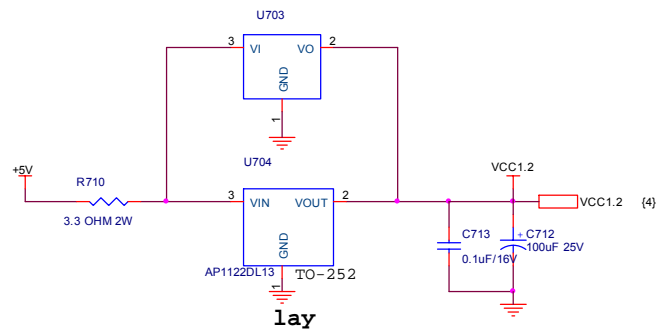 U703
3 VI VO 2
GND
1
U704
+5V
R710
3.3 OHM 2W
3 VIN VOUT 2
GND
AP1122DL13 TO-252
1
lay
VCC1.2
VCC1.2 {4}
C713
0.1uF/16V
+ C712
100uF 25V